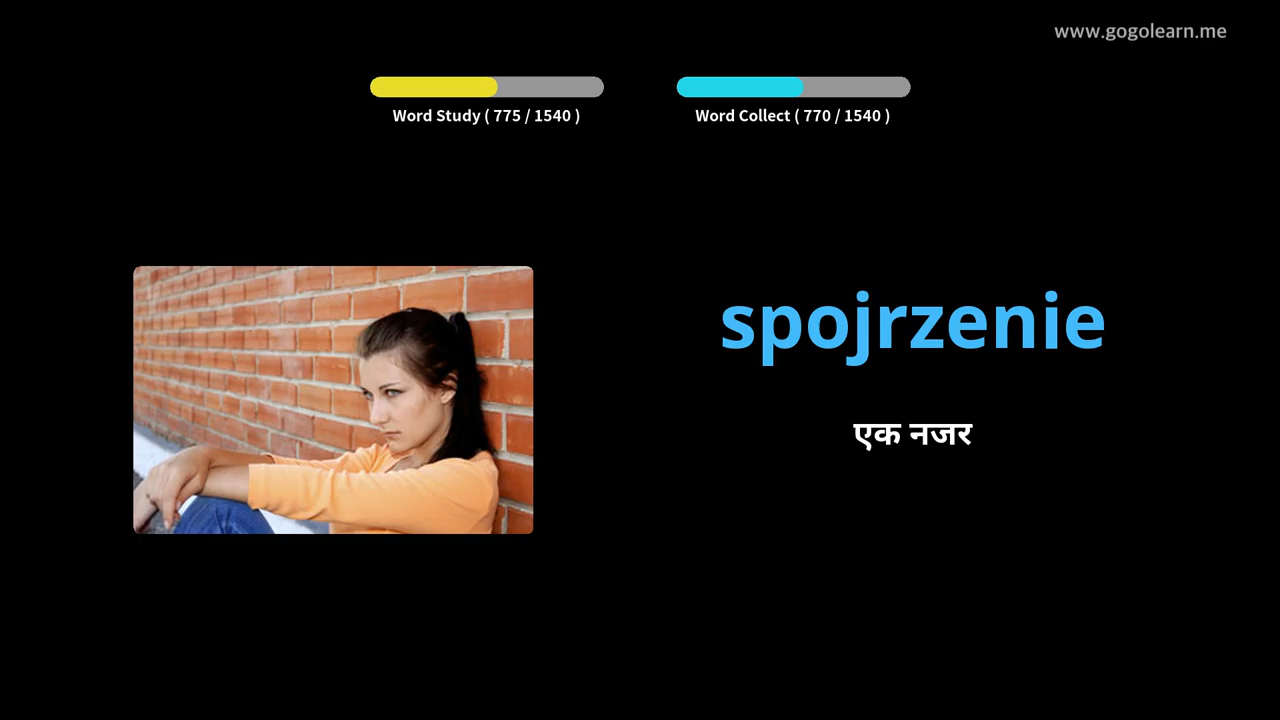 www.gogolearn.me
Word Study ( 775 / 1540 )
Word Collect ( 770 / 1540 )
spojrzenie
एक नजर